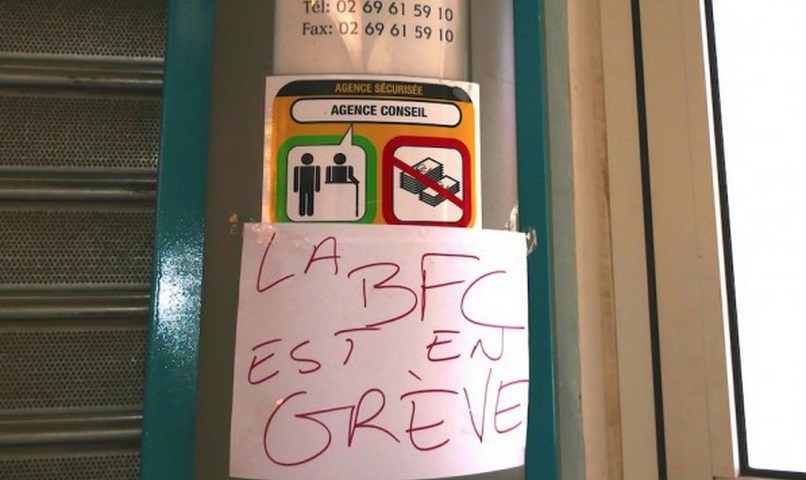 Tél: 02 69 61 59 10
Fax: 02 69 61 59 10
AGENCE SÉCURISÉE
AGENCE CONSEIL
LA BFC
EST EN
GRÈVE